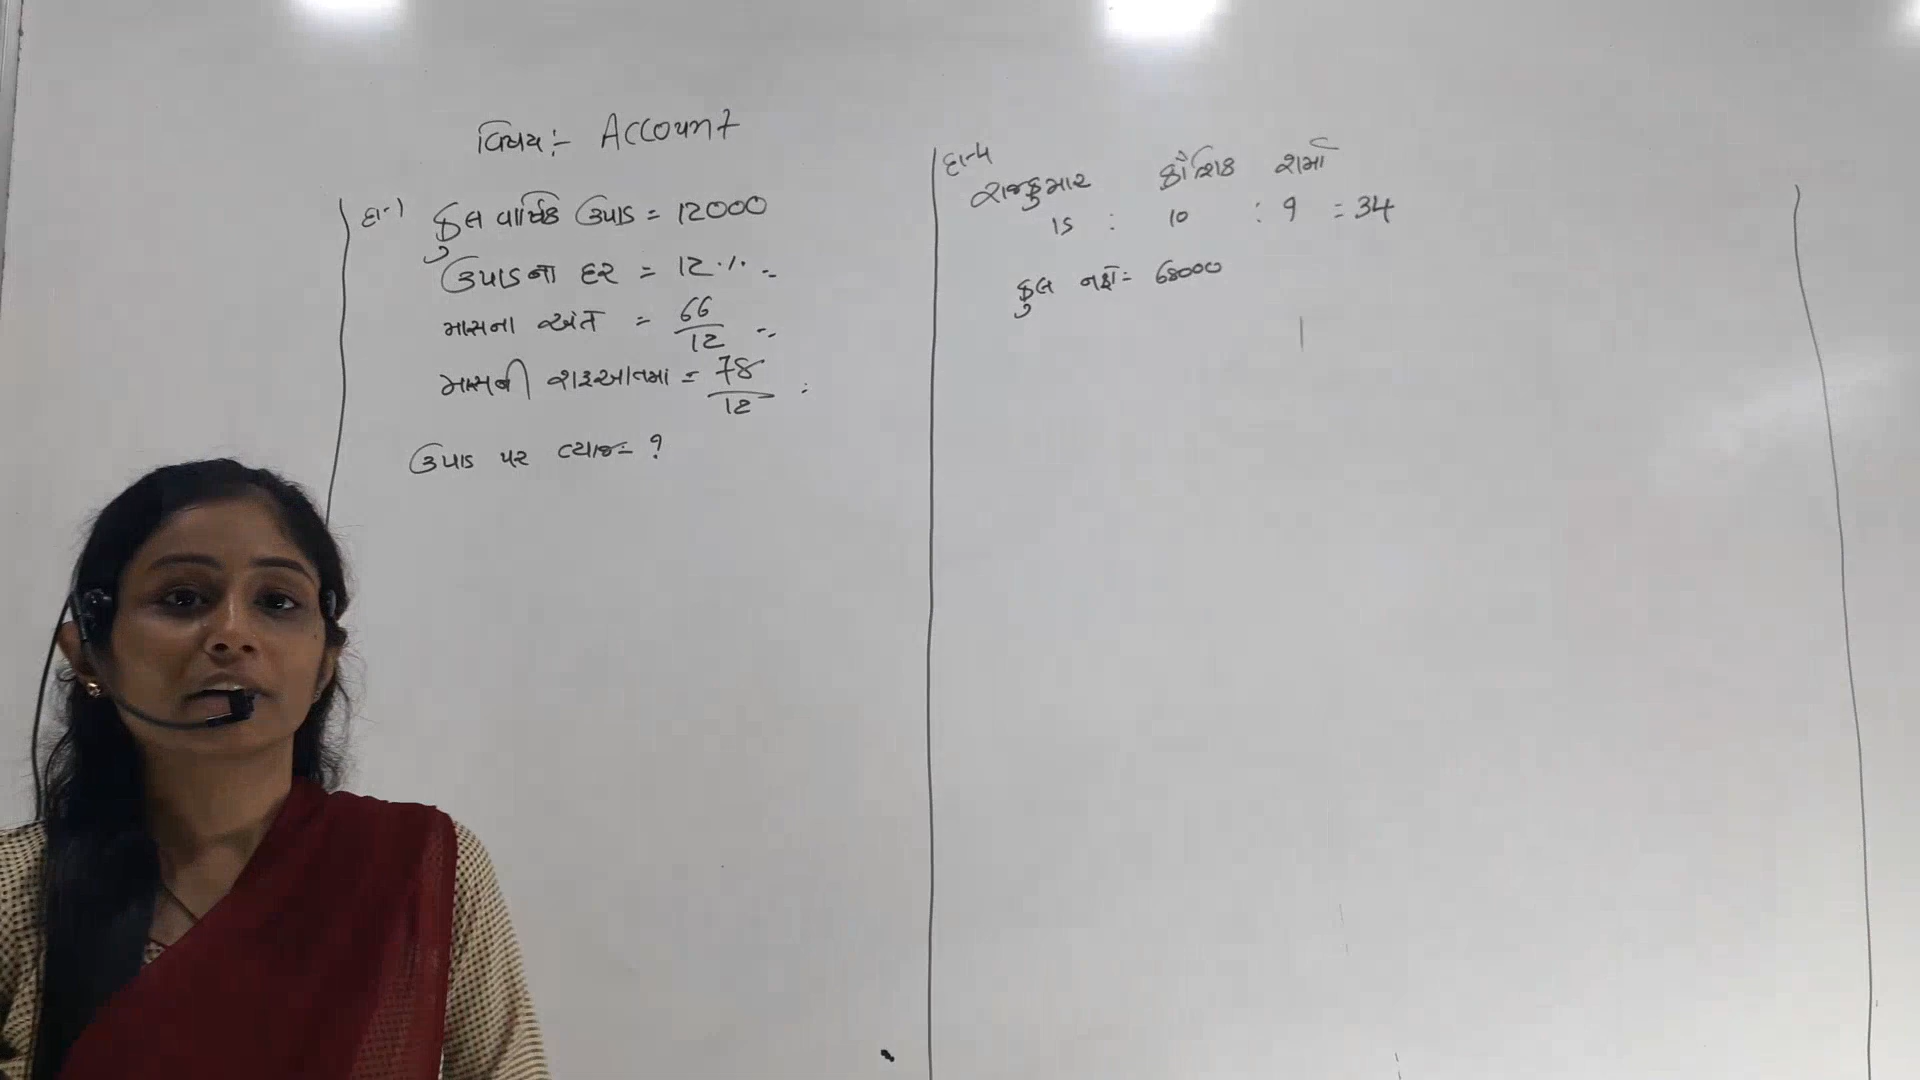 વિષય:- Account
દા-1 કુલ વાર્ષિક ઉપાડ = 12000
ઉપાડના દર = 12 %
માસના અંતે = 66/12
માસની શરૂઆતમાં = 78/12
ઉપાડ પર વ્યાજ = ?
દા-5
રાજકુમાર કૌશિક શર્મા
15 : 10 : 9 = 34
કુલ નફો = 68000